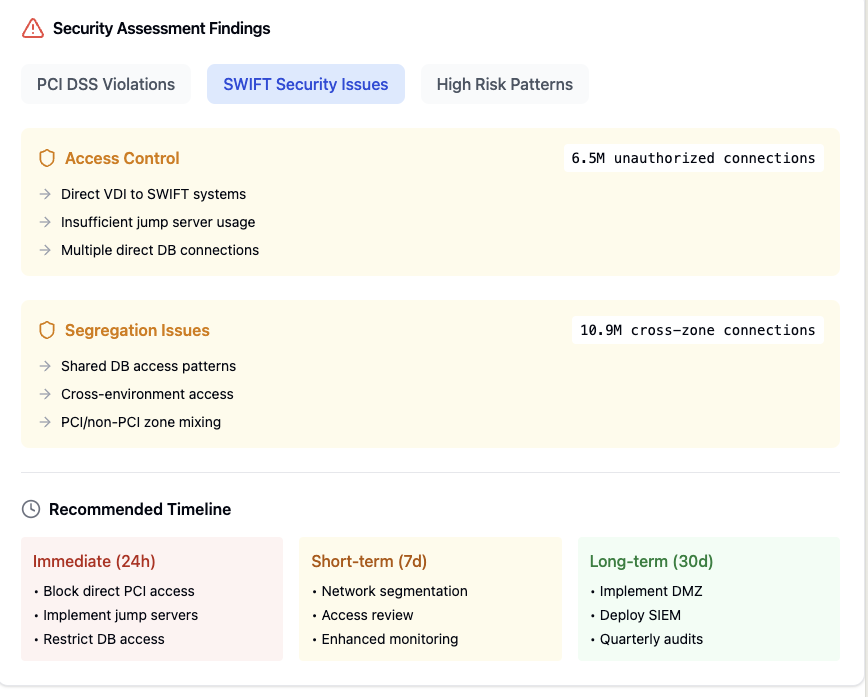 Security Assessment Findings
PCI DSS Violations
SWIFT Security Issues
High Risk Patterns
Access Control
6.5M unauthorized connections
Direct VDI to SWIFT systems
Insufficient jump server usage
Multiple direct DB connections
Segregation Issues
10.9M cross-zone connections
Shared DB access patterns
Cross-environment access
PCI/non-PCI zone mixing
Recommended Timeline
Immediate (24h)
• Block direct PCI access
• Implement jump servers
• Restrict DB access
Short-term (7d)
• Network segmentation
• Access review
• Enhanced monitoring
Long-term (30d)
• Implement DMZ
• Deploy SIEM
• Quarterly audits